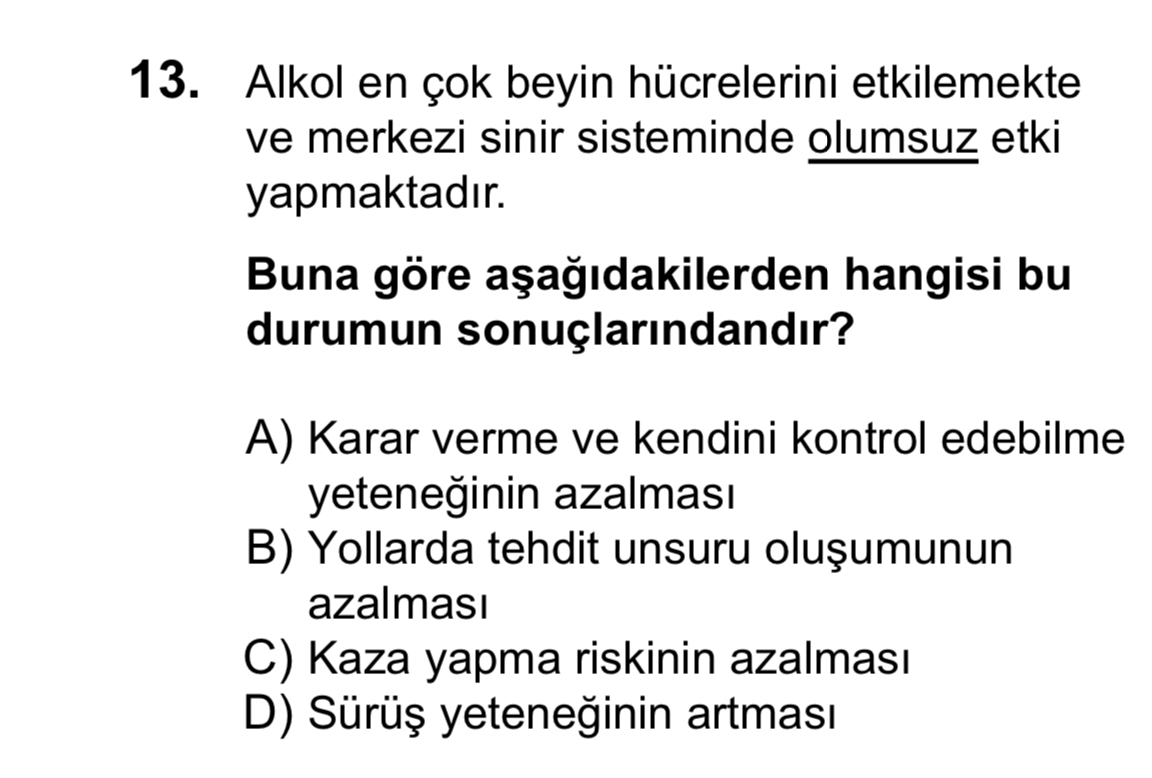 13. Alkol en çok beyin hücrelerini etkilemekte
ve merkezi sinir sisteminde olumsuz etki
yapmaktadır.
Buna göre aşağıdakilerden hangisi bu
durumun sonuçlarındandır?
A) Karar verme ve kendini kontrol edebilme
yeteneğinin azalması
B) Yollarda tehdit unsuru oluşumunun
azalması
C) Kaza yapma riskinin azalması
D) Sürüş yeteneğinin artması